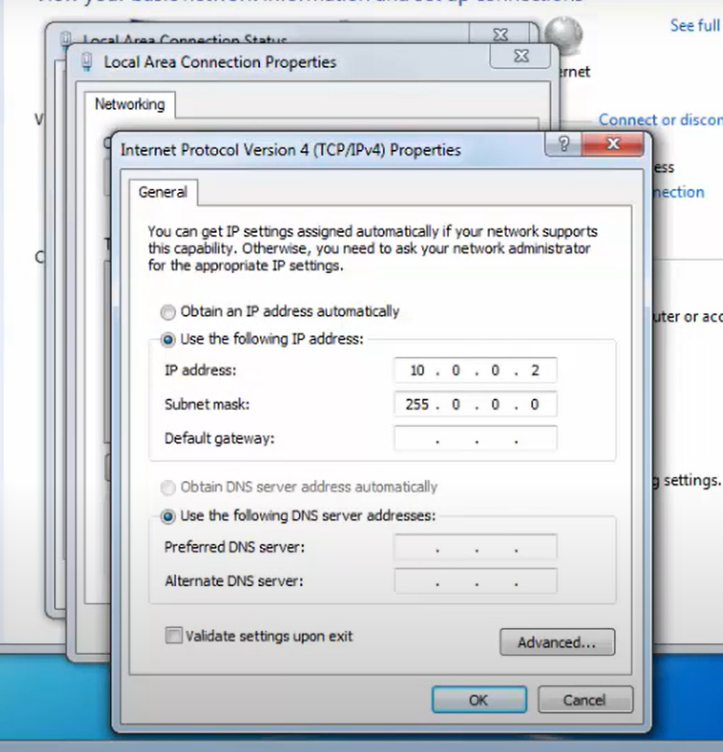 See full
Local Area Connection Status
Local Area Connection Properties
ernet
Networking
Connect or discon
Internet Protocol Version 4 (TCP/IPv4) Properties
ess
nection
General
You can get IP settings assigned automatically if your network supports
this capability. Otherwise, you need to ask your network administrator
for the appropriate IP settings.
Obtain an IP address automatically
uter or acc
Use the following IP address:
IP address: 10 . 0 . 0 . 2
Subnet mask: 255 . 0 . 0 . 0
Default gateway: . . .
g settings.
Obtain DNS server address automatically
Use the following DNS server addresses:
Preferred DNS server: . . .
Alternate DNS server: . . .
Validate settings upon exit
Advanced...
OK Cancel